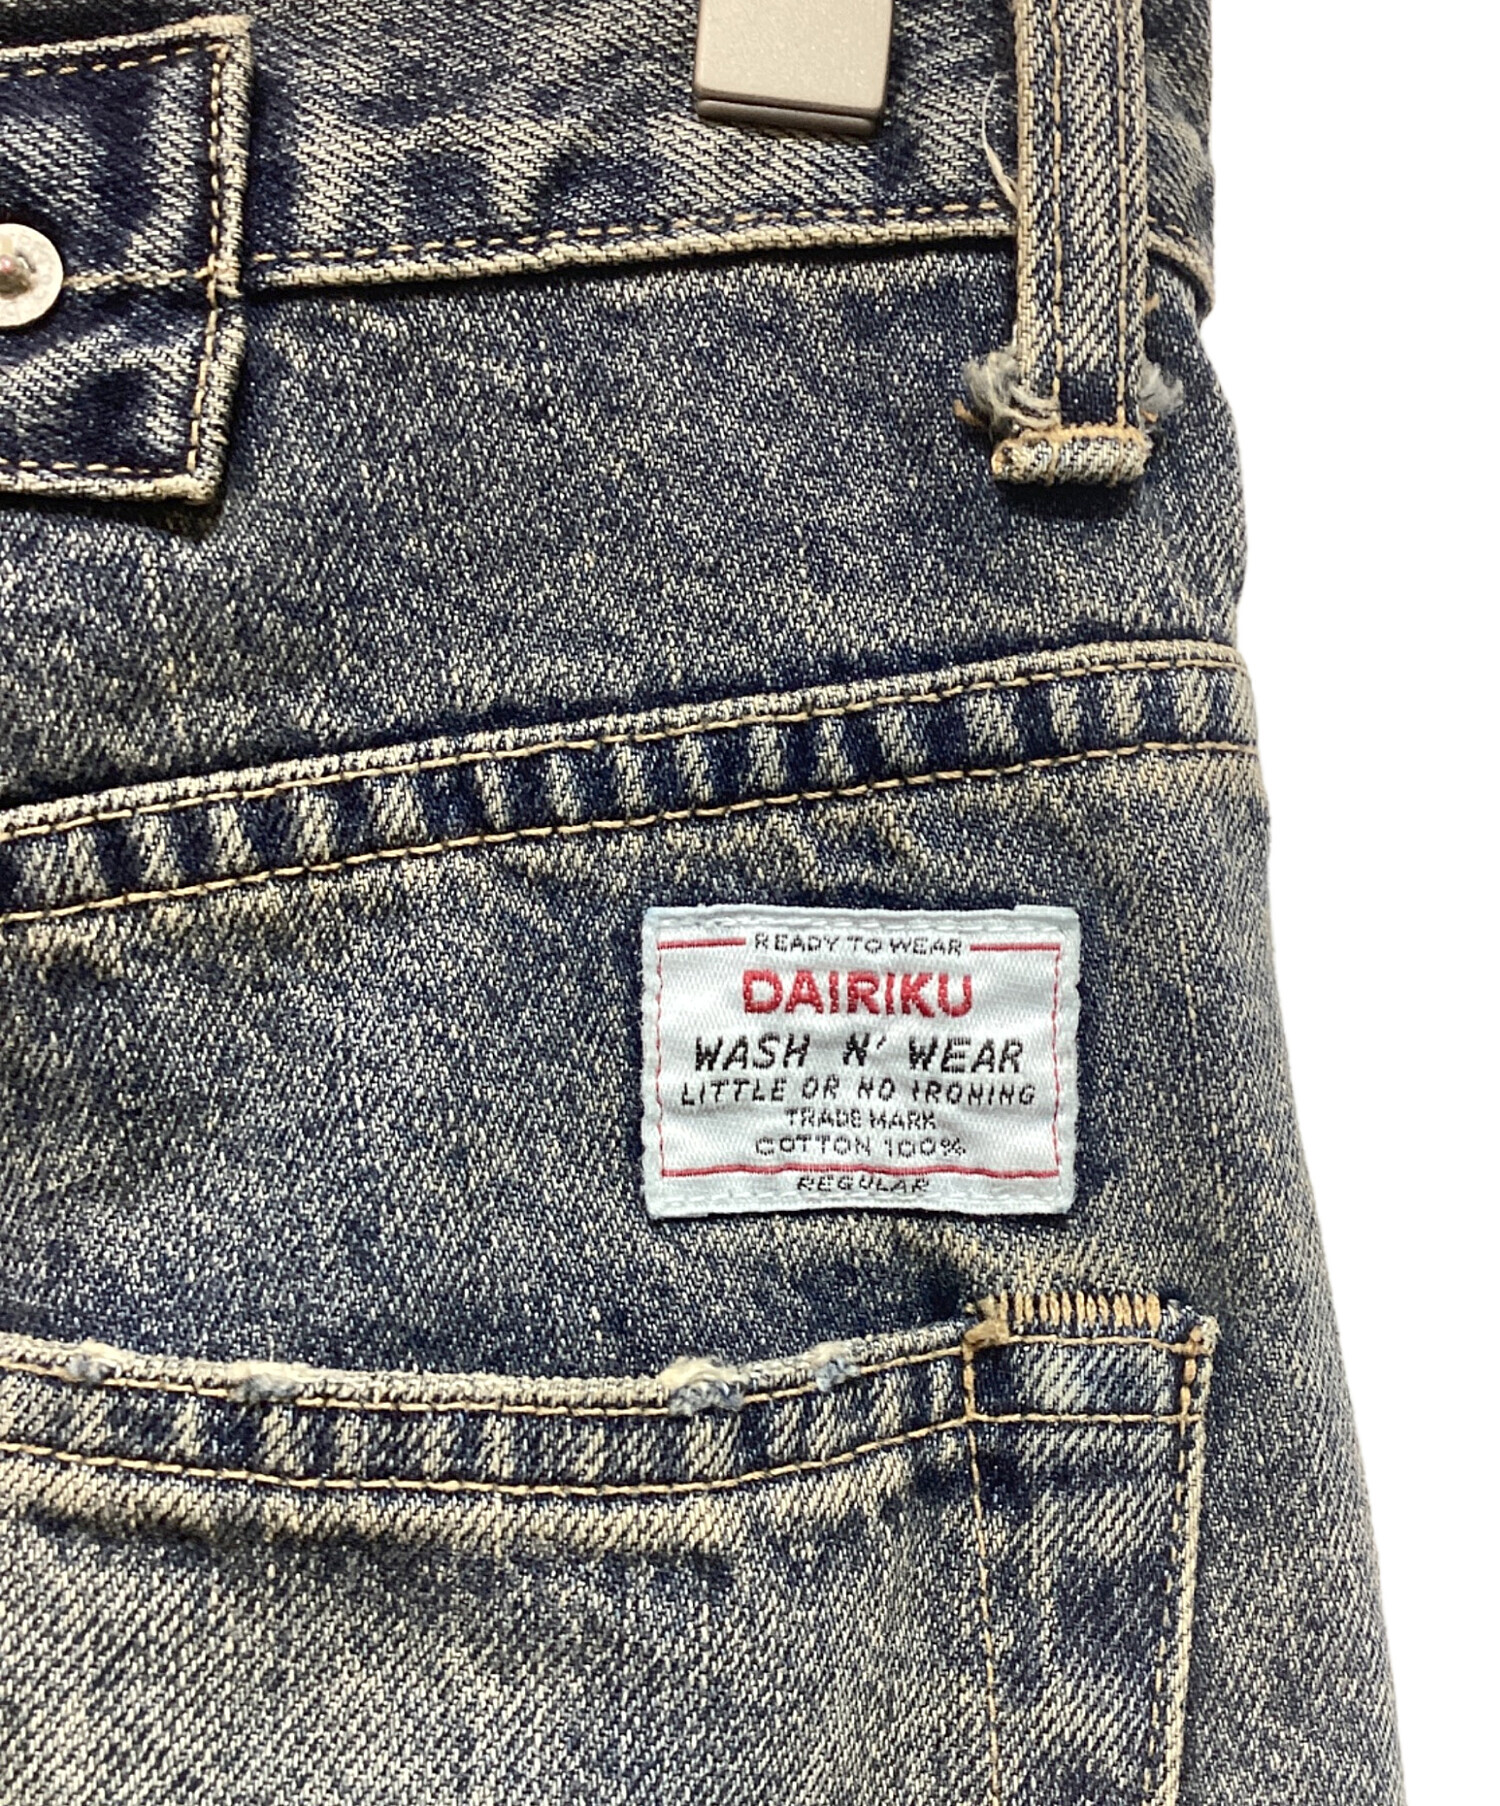 READY TO WEAR
DAIRIKU
WASH N' WEAR
LITTLE OR NO IRONING
TRADE MARK
COTTON 100%
REGULAR